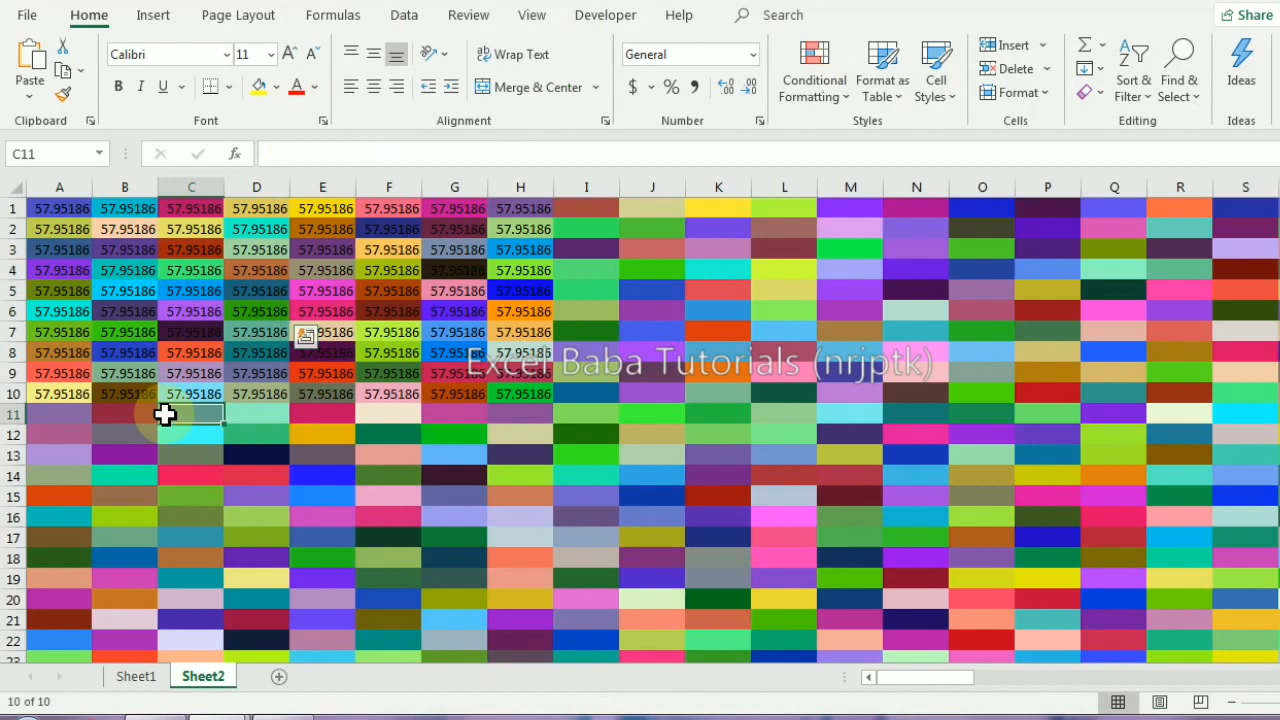 File Home Insert Page Layout Formulas Data Review View Developer Help Search Share
Calibri 11 Wrap Text General Insert
Paste B I U Merge & Center $ % Conditional Formatting Format as Table Cell Styles Delete Format Sort & Filter Find & Select Ideas
Clipboard Font Alignment Number Styles Cells Editing Ideas
C11 fx
A B C D E F G H I J K L M N O P Q R S
1 57.95186 57.95186 57.95186 57.95186 57.95186 57.95186 57.95186 57.95186
2 57.95186 57.95186 57.95186 57.95186 57.95186 57.95186 57.95186 57.95186
3 57.95186 57.95186 57.95186 57.95186 57.95186 57.95186 57.95186 57.95186
4 57.95186 57.95186 57.95186 57.95186 57.95186 57.95186 57.95186 57.95186
5 57.95186 57.95186 57.95186 57.95186 57.95186 57.95186 57.95186 57.95186
6 57.95186 57.95186 57.95186 57.95186 57.95186 57.95186 57.95186 57.95186
7 57.95186 57.95186 57.95186 57.95186 57.95186 57.95186 57.95186 57.95186
8 57.95186 57.95186 57.95186 57.95186 57.95186 57.95186 57.95186 57.95186
Excel Baba Tutorials (nrjptk)
9 57.95186 57.95186 57.95186 57.95186 57.95186 57.95186 57.95186 57.95186
10 57.95186 57.95186 57.95186 57.95186 57.95186 57.95186 57.95186 57.95186
11
12
13
14
15
16
17
18
19
20
21
22
23
Sheet1 Sheet2
10 of 10